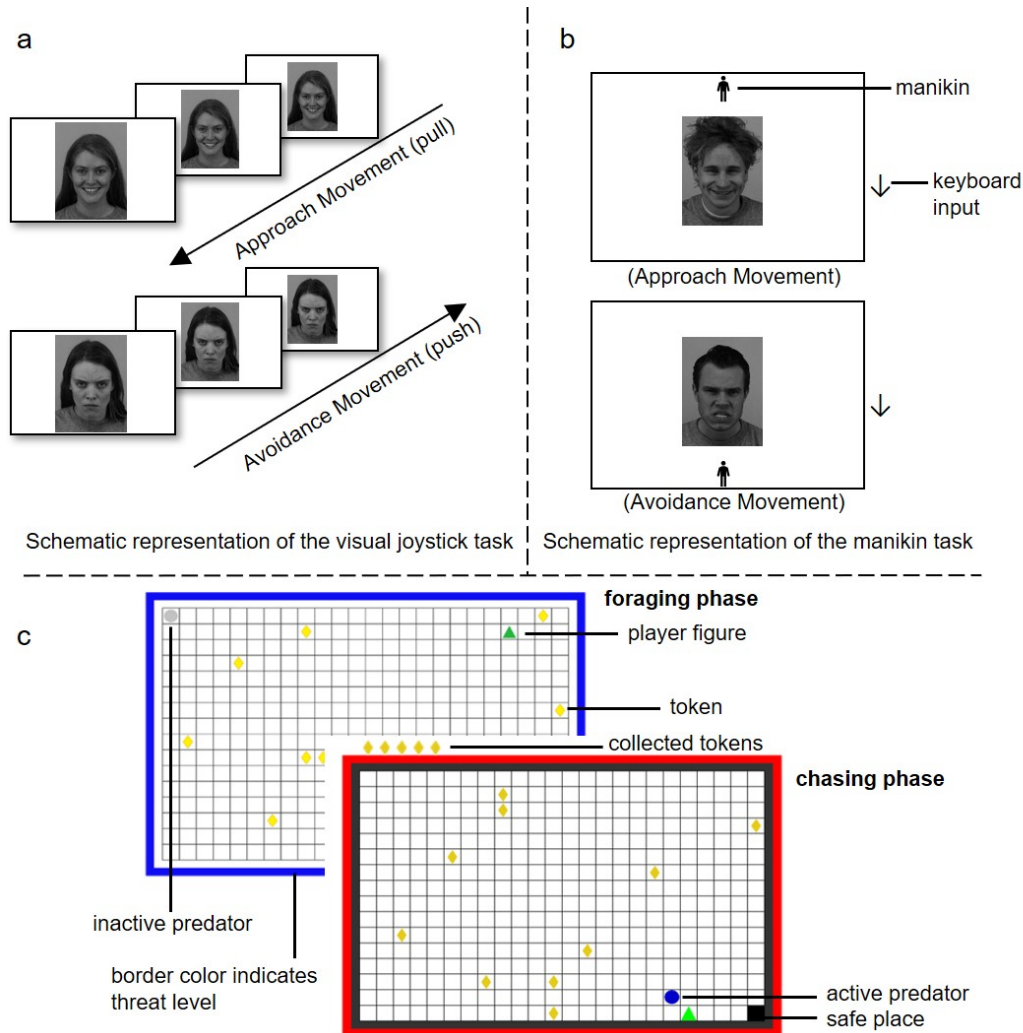 a
Approach Movement (pull)
Avoidance Movement (push)
Schematic representation of the visual joystick task
b
manikin
keyboard
input
(Approach Movement)
(Avoidance Movement)
Schematic representation of the manikin task
c
foraging phase
player figure
token
collected tokens
chasing phase
inactive predator
border color indicates
threat level
active predator
safe place